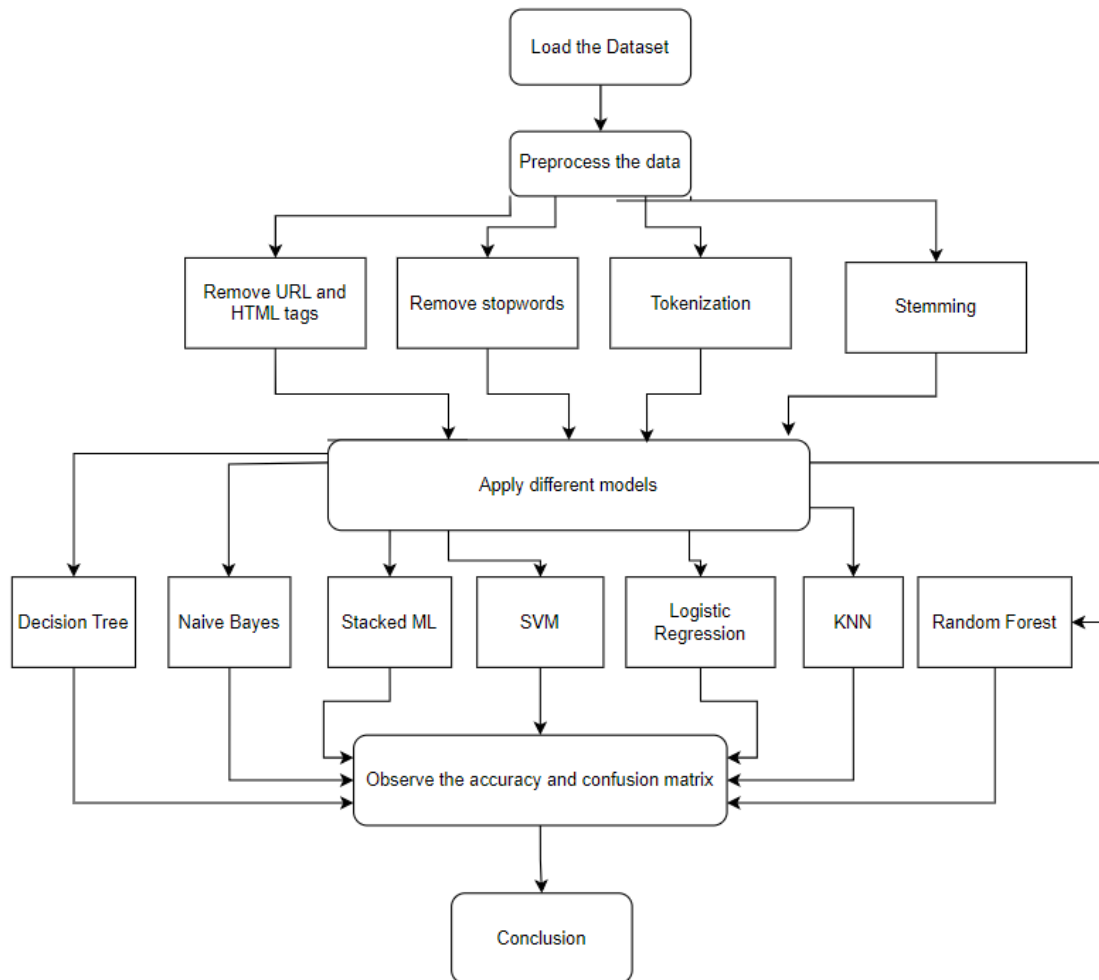 Load the Dataset
Preprocess the data
Remove URL and
HTML tags
Remove stopwords
Tokenization
Stemming
Apply different models
Decision Tree
Naive Bayes
Stacked ML
SVM
Logistic
Regression
KNN
Random Forest
Observe the accuracy and confusion matrix
Conclusion